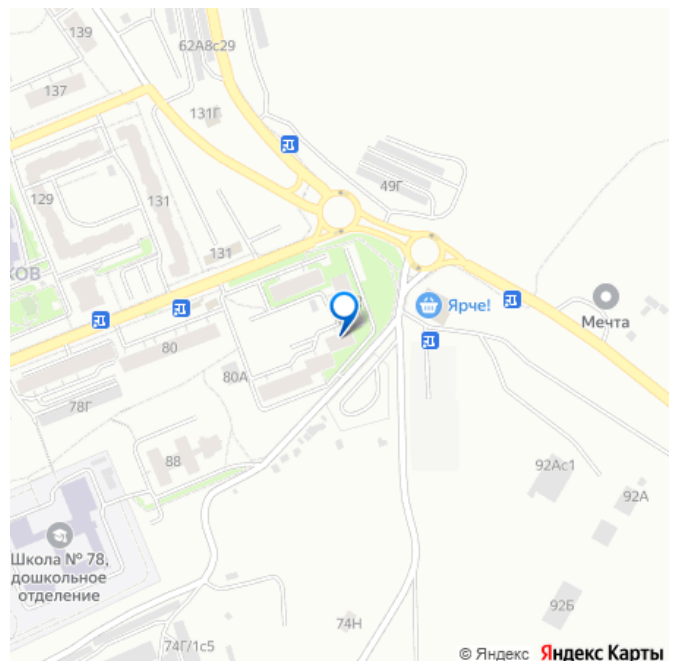 139
62А8с29
137
131Г
49Г
129
131
КОВ
131
Ярче!
Мечта
80
80А
78Г
88
92Ас1
92А
Школа № 78,
дошкольное
отделение
92Б
74Н
74Г/1с5
© Яндекс Яндекс Карты